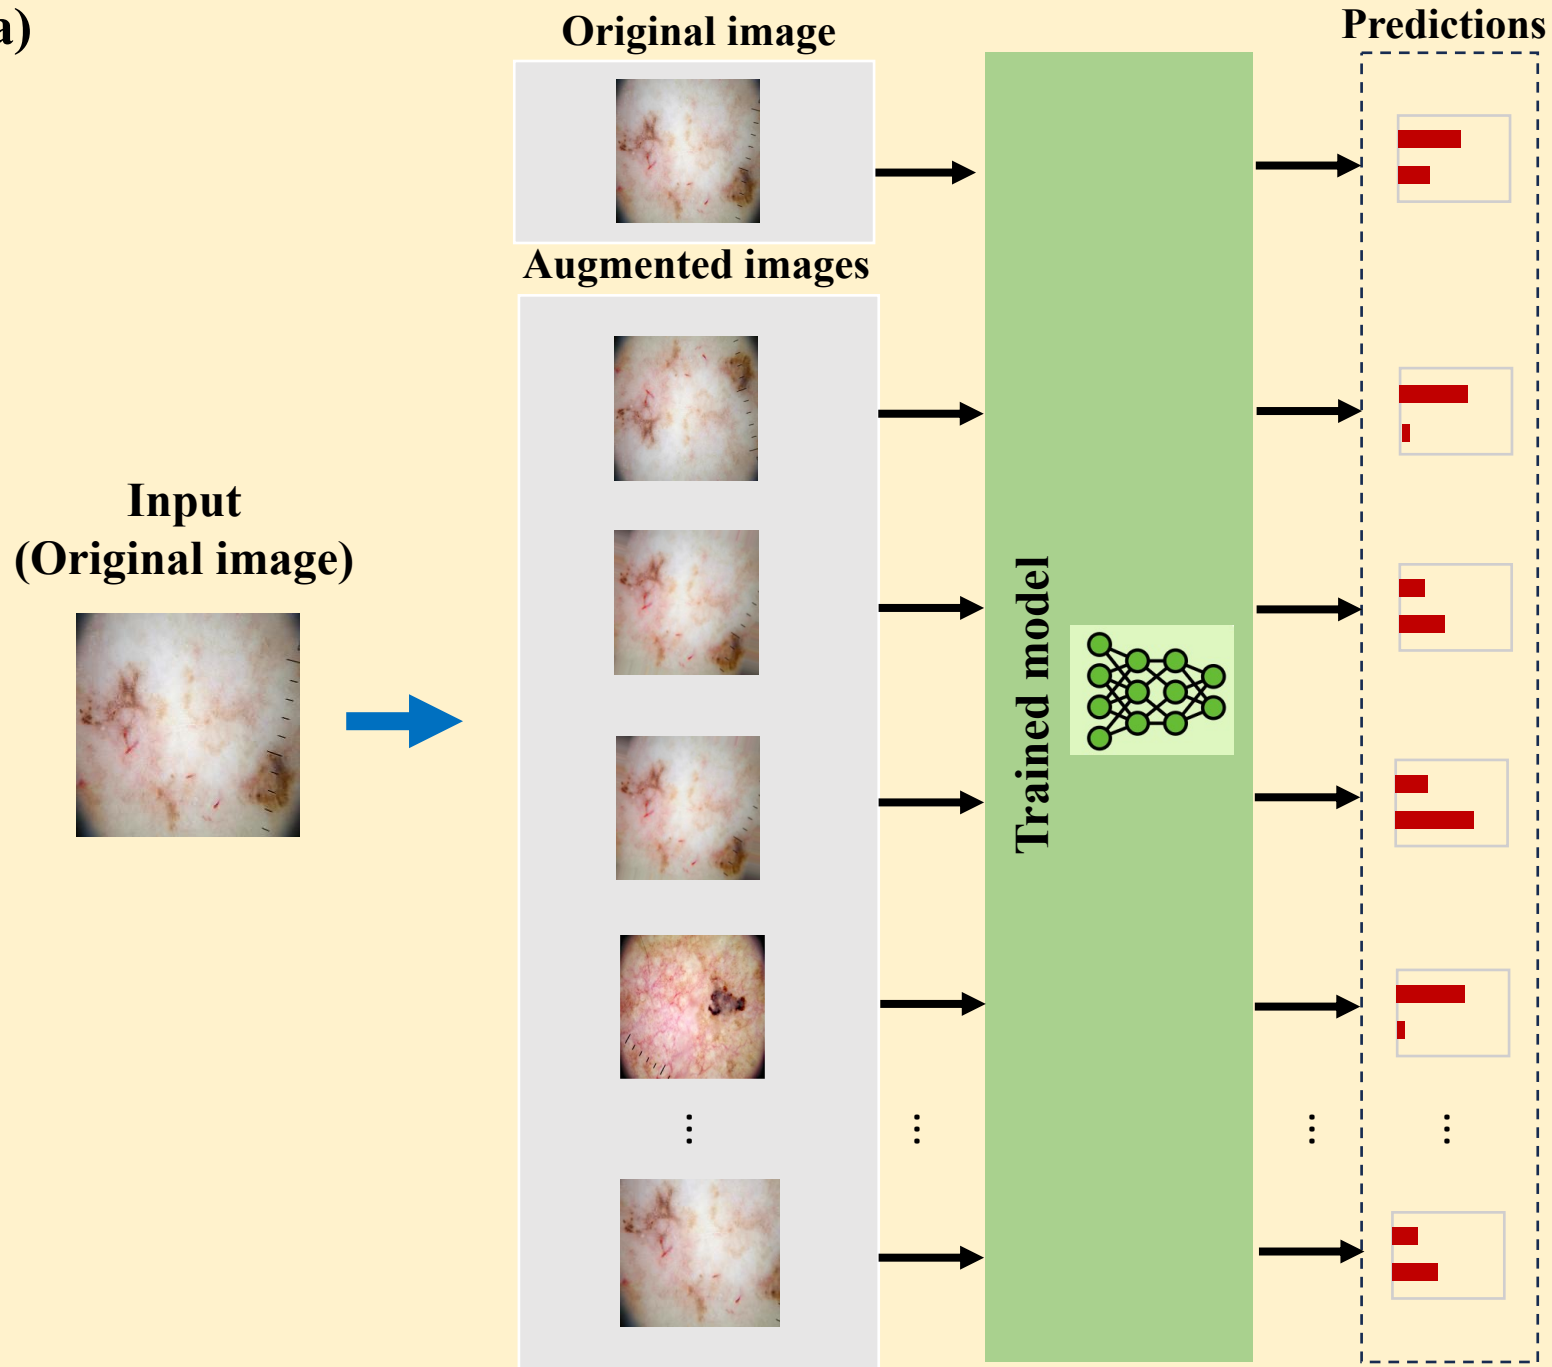 a)
Original image
Predictions
Augmented images
Input
(Original image)
Trained model